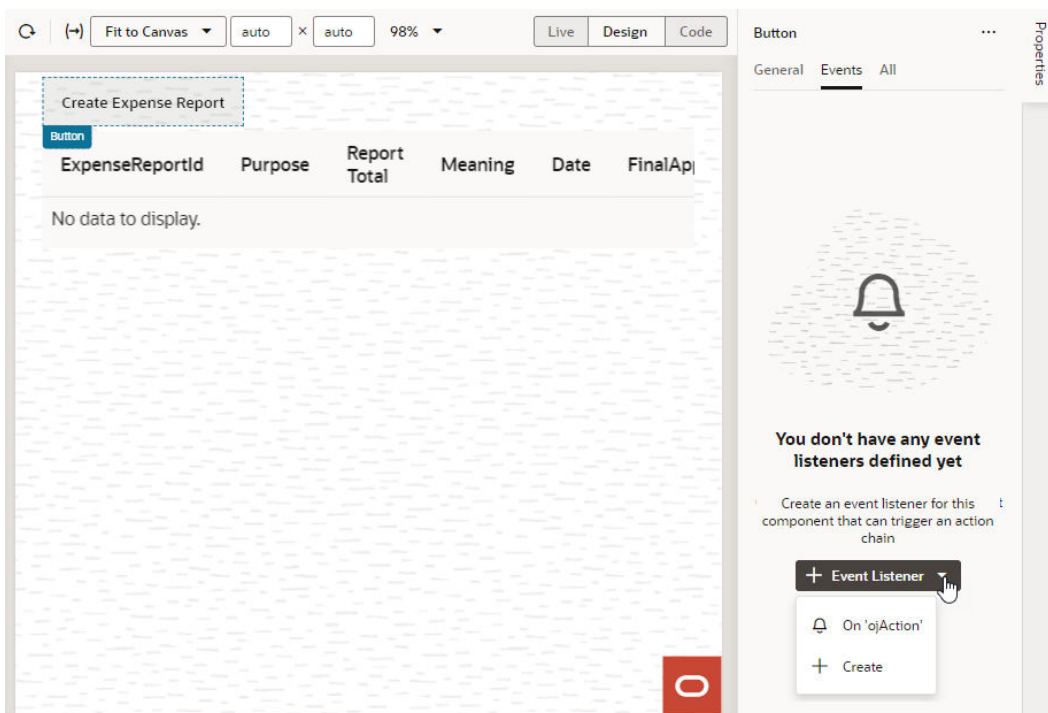 Fit to Canvas auto × auto 98% Live Design Code
Button
Properties
General Events All
Create Expense Report
Button
ExpenseReportId Purpose Report Total Meaning Date FinalAp
No data to display.
You don't have any event
listeners defined yet
Create an event listener for this t
component that can trigger an action
chain
+ Event Listener
On 'ojAction'
+ Create